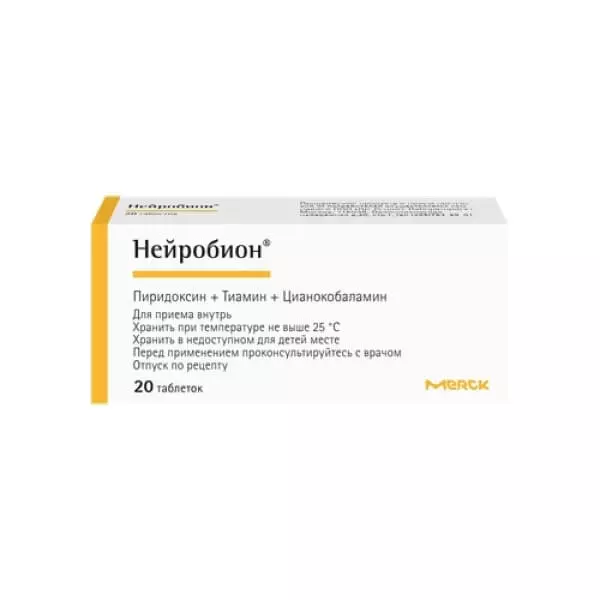 Нейробион®
20 таблеток
Нейробион®
Пиридоксин + Тиамин + Цианокобаламин
Для приема внутрь
Хранить при температуре не выше 25 °C
Хранить в недоступном для детей месте
Перед применением проконсультируйтесь с врачом
Отпуск по рецепту
20 таблеток
MERCK